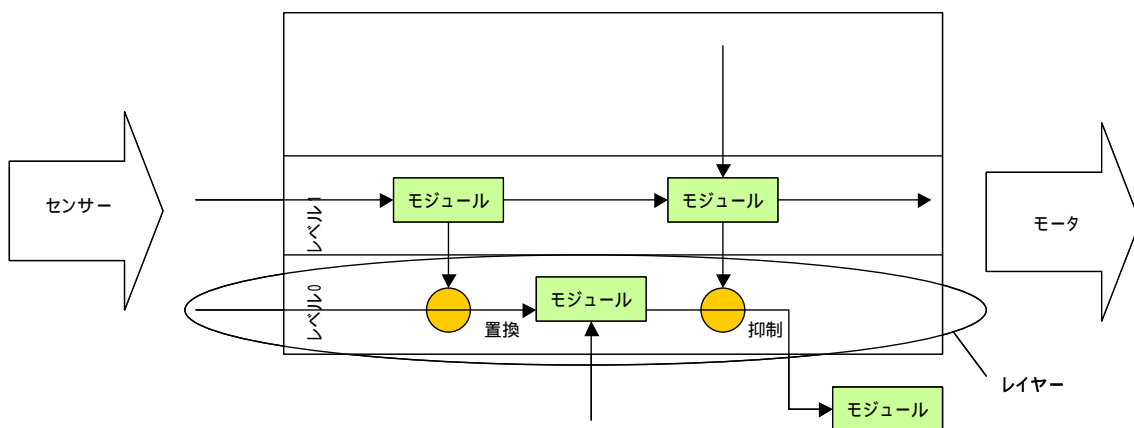 センサー
レベル1
モジュール
モジュール
モータ
レベル0
モジュール
置換
抑制
レイヤー
モジュール